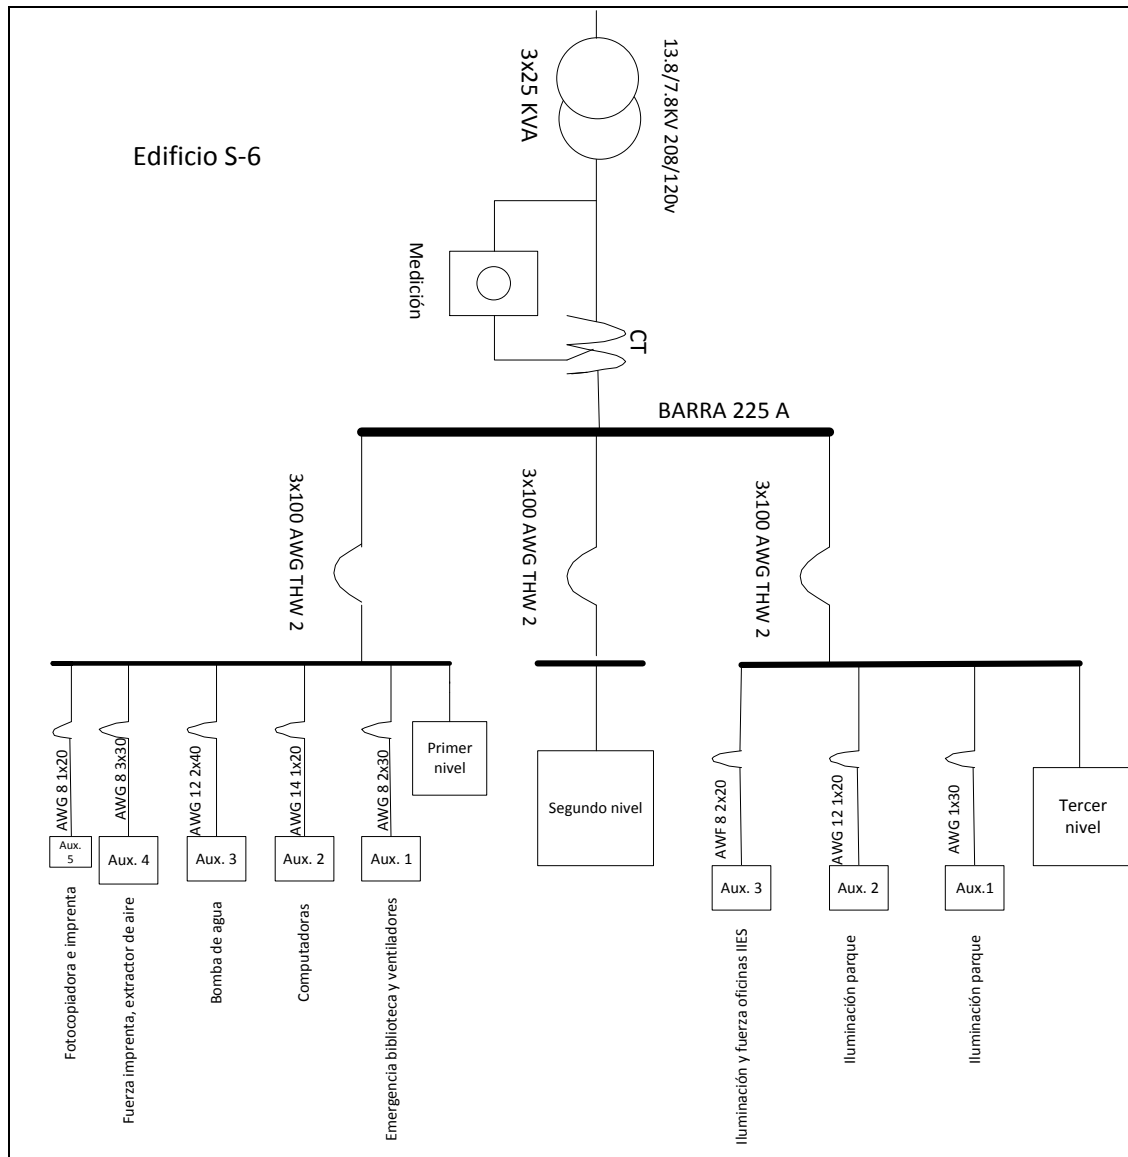 Edificio S-6
3x25 KVA
13.8/7.8KV 208/120v
Medición
CT
BARRA 225 A
3x100 AWG THW 2
3x100 AWG THW 2
3x100 AWG THW 2
AWG 8 1x20
AWG 8 3x30
AWG 12 2x40
AWG 14 1x20
AWG 8 2x30
Primer
nivel
Segundo nivel
AWF 8 2x20
AWG 12 1x20
AWG 1x30
Tercer
nivel
Aux.
5
Aux. 4
Aux. 3
Aux. 2
Aux. 1
Aux. 3
Aux. 2
Aux.1
Fotocopiadora e imprenta
Fuerza imprenta, extractor de aire
Bomba de agua
Computadoras
Emergencia biblioteca y ventiladores
Iluminación y fuerza oficinas IIES
Iluminación parque
Iluminación parque